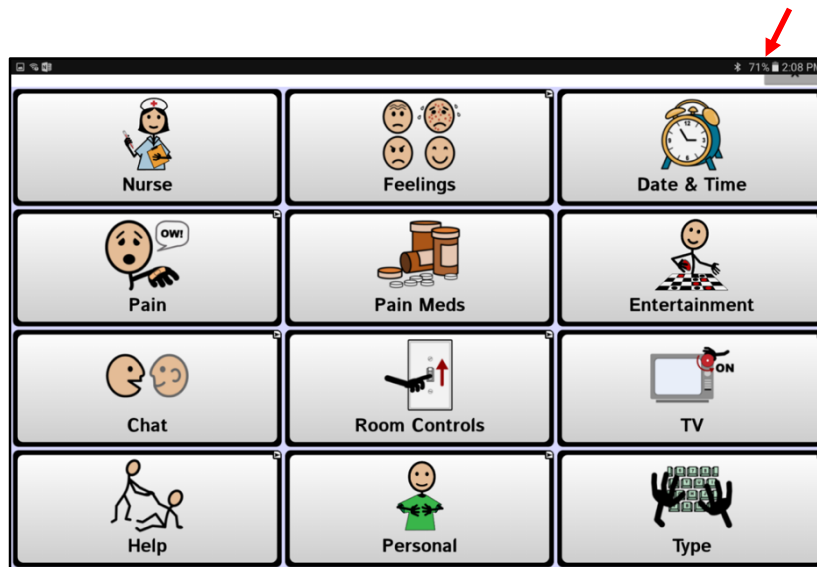 71% 2:08 PM
Nurse
Feelings
Date & Time
OW!
Pain
Pain Meds
Entertainment
Chat
Room Controls
ON
TV
Help
Personal
Type